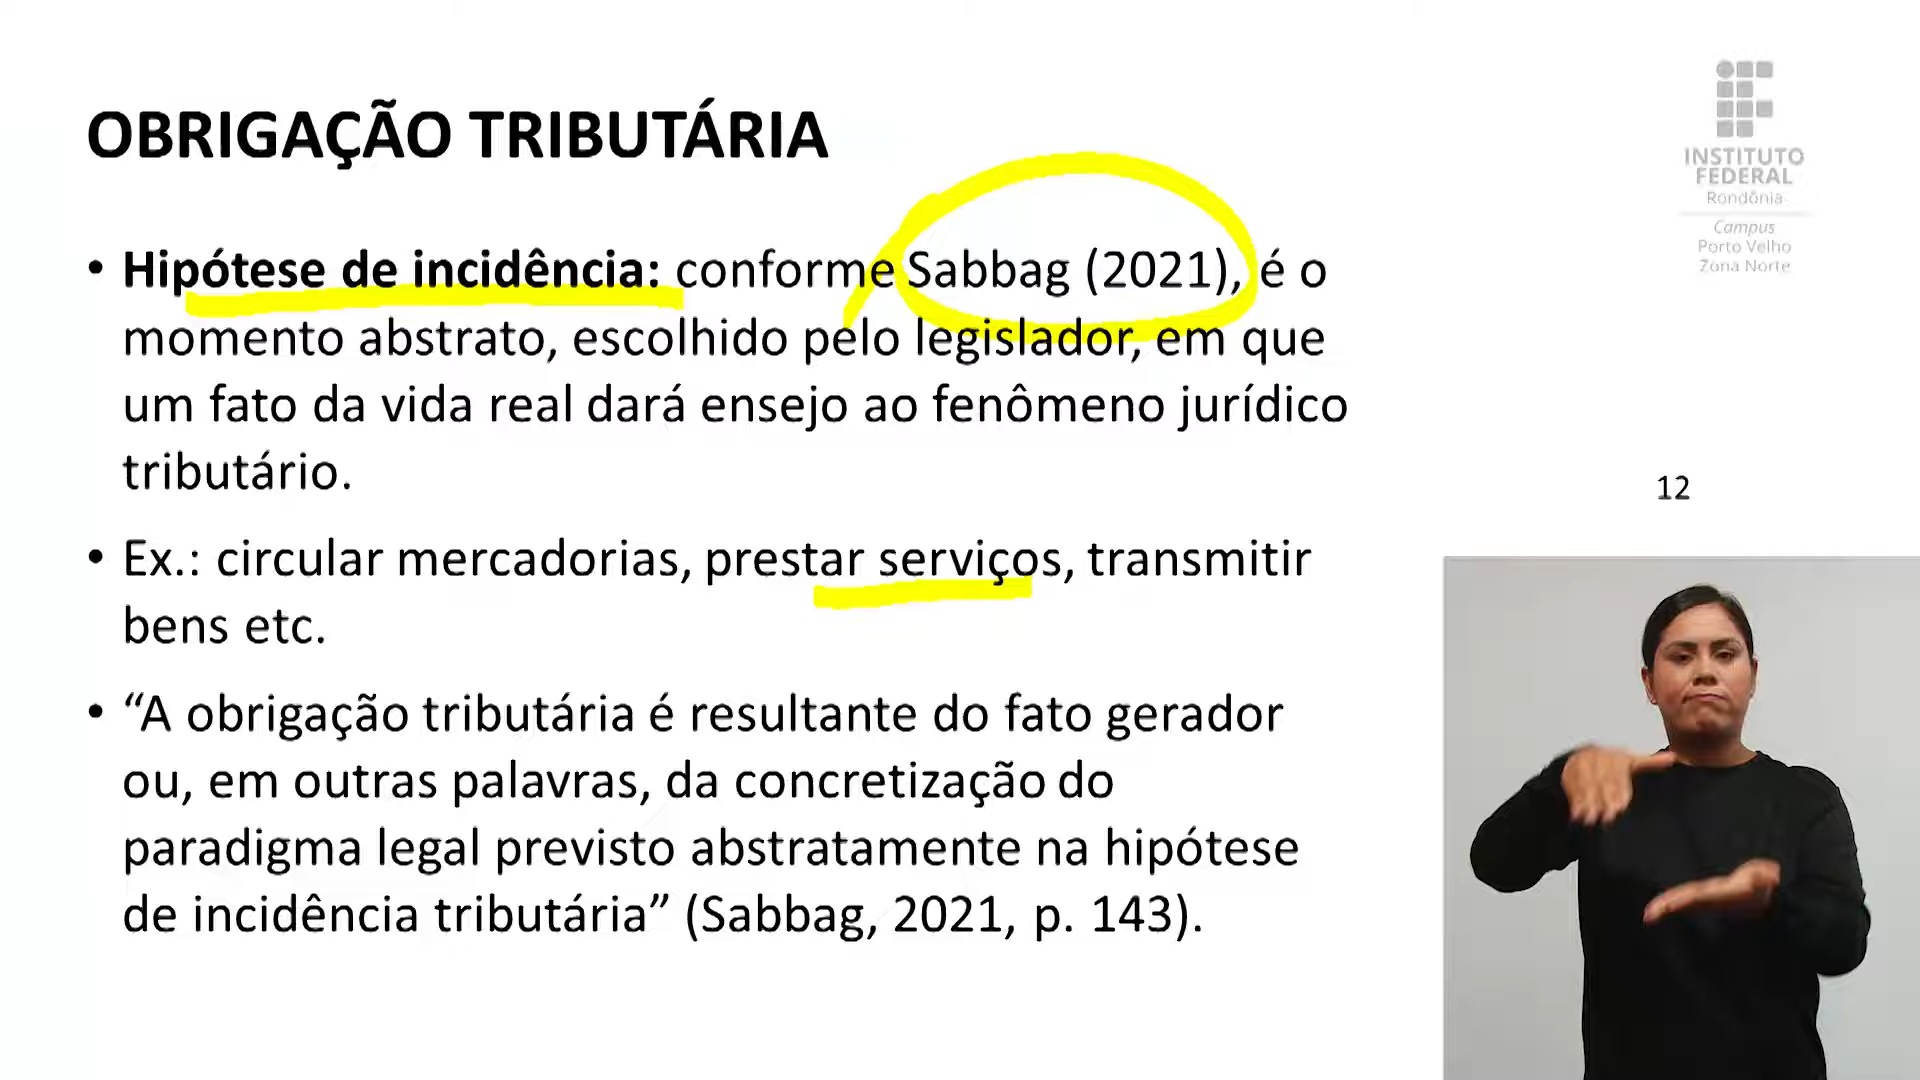 OBRIGAÇÃO TRIBUTÁRIA
INSTITUTO
FEDERAL
Rondônia
Campus
Porto Velho
Zona Norte
• Hipótese de incidência: conforme Sabbag (2021), é o
momento abstrato, escolhido pelo legislador, em que
um fato da vida real dará ensejo ao fenômeno jurídico
tributário.
12
• Ex.: circular mercadorias, prestar serviços, transmitir
bens etc.
• “A obrigação tributária é resultante do fato gerador
ou, em outras palavras, da concretização do
paradigma legal previsto abstratamente na hipótese
de incidência tributária” (Sabbag, 2021, p. 143).